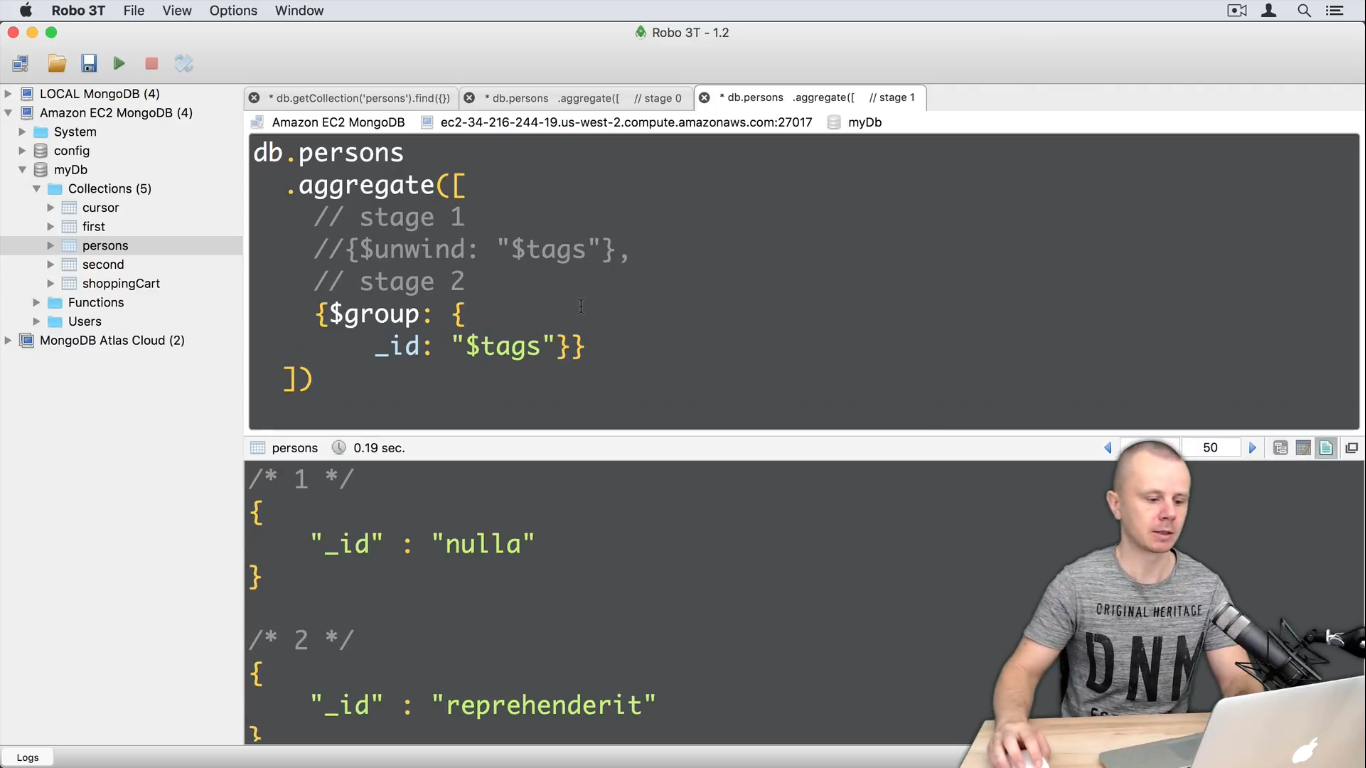 Robo 3T File View Options Window
Robo 3T - 1.2
LOCAL MongoDB (4)
Amazon EC2 MongoDB (4)
System
config
myDb
Collections (5)
cursor
first
persons
second
shoppingCart
Functions
Users
MongoDB Atlas Cloud (2)
* db.getCollection('persons').find({}) * db.persons .aggregate([ // stage 0 * db.persons .aggregate([ // stage 1
Amazon EC2 MongoDB ec2-34-216-244-19.us-west-2.compute.amazonaws.com:27017 myDb
db.persons
.aggregate([
// stage 1
//{$unwind: "$tags"},
// stage 2
{$group: {
_id: "$tags"}}
])
persons 0.19 sec. 50
/* 1 */
{
"_id" : "nulla"
}
/* 2 */
{
"_id" : "reprehenderit"
}
ORIGINAL HERITAGE
DNM
Logs